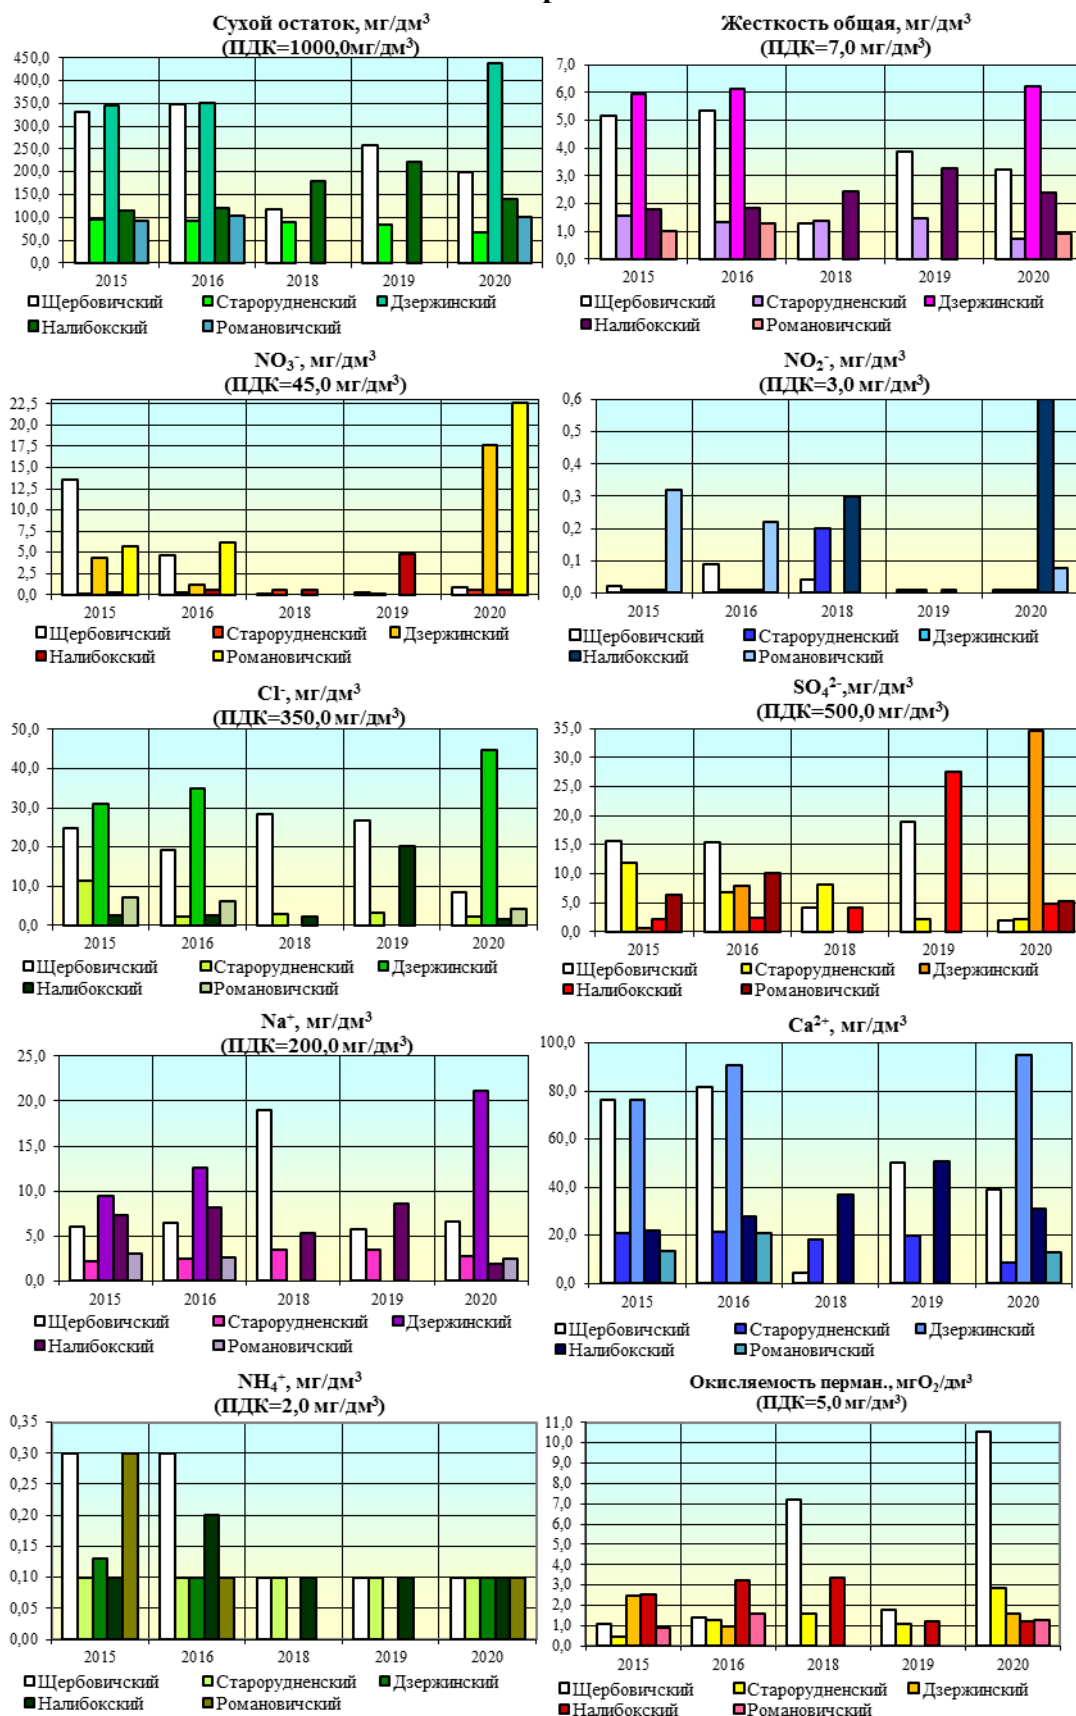 Сухой остаток, мг/дм³
(ПДК=1000,0мг/дм³)
450,0
400,0
350,0
300,0
250,0
200,0
150,0
100,0
50,0
0,0
2015 2016 2018 2019 2020
Щербовичский Старорудненский Дзержинский
Налибокский Романовичский
Жесткость общая, мг/дм³
(ПДК=7,0 мг/дм³)
7,0
6,0
5,0
4,0
3,0
2,0
1,0
0,0
2015 2016 2018 2019 2020
Щербовичский Старорудненский Дзержинский
Налибокский Романовичский
NO₃⁻, мг/дм³
(ПДК=45,0 мг/дм³)
22,5
20,0
17,5
15,0
12,5
10,0
7,5
5,0
2,5
0,0
2015 2016 2018 2019 2020
Щербовичский Старорудненский Дзержинский
Налибокский Романовичский
NO₂⁻, мг/дм³
(ПДК=3,0 мг/дм³)
0,6
0,5
0,4
0,3
0,2
0,1
0,0
2015 2016 2018 2019 2020
Щербовичский Старорудненский Дзержинский
Налибокский Романовичский
Cl⁻, мг/дм³
(ПДК=350,0 мг/дм³)
50,0
40,0
30,0
20,0
10,0
0,0
2015 2016 2018 2019 2020
Щербовичский Старорудненский Дзержинский
Налибокский Романовичский
SO₄²⁻,мг/дм³
(ПДК=500,0 мг/дм³)
35,0
30,0
25,0
20,0
15,0
10,0
5,0
0,0
2015 2016 2018 2019 2020
Щербовичский Старорудненский Дзержинский
Налибокский Романовичский
Na⁺, мг/дм³
(ПДК=200,0 мг/дм³)
25,0
20,0
15,0
10,0
5,0
0,0
2015 2016 2018 2019 2020
Щербовичский Старорудненский Дзержинский
Налибокский Романовичский
Ca²⁺, мг/дм³
100,0
80,0
60,0
40,0
20,0
0,0
2015 2016 2018 2019 2020
Щербовичский Старорудненский Дзержинский
Налибокский Романовичский
NH₄⁺, мг/дм³
(ПДК=2,0 мг/дм³)
0,35
0,30
0,25
0,20
0,15
0,10
0,05
0,00
2015 2016 2018 2019 2020
Щербовичский Старорудненский Дзержинский
Налибокский Романовичский
Окисляемость перман., мгО₂/дм³
(ПДК=5,0 мг/дм³)
11,0
10,0
9,0
8,0
7,0
6,0
5,0
4,0
3,0
2,0
1,0
0,0
2015 2016 2018 2019 2020
Щербовичский Старорудненский Дзержинский
Налибокский Романовичский